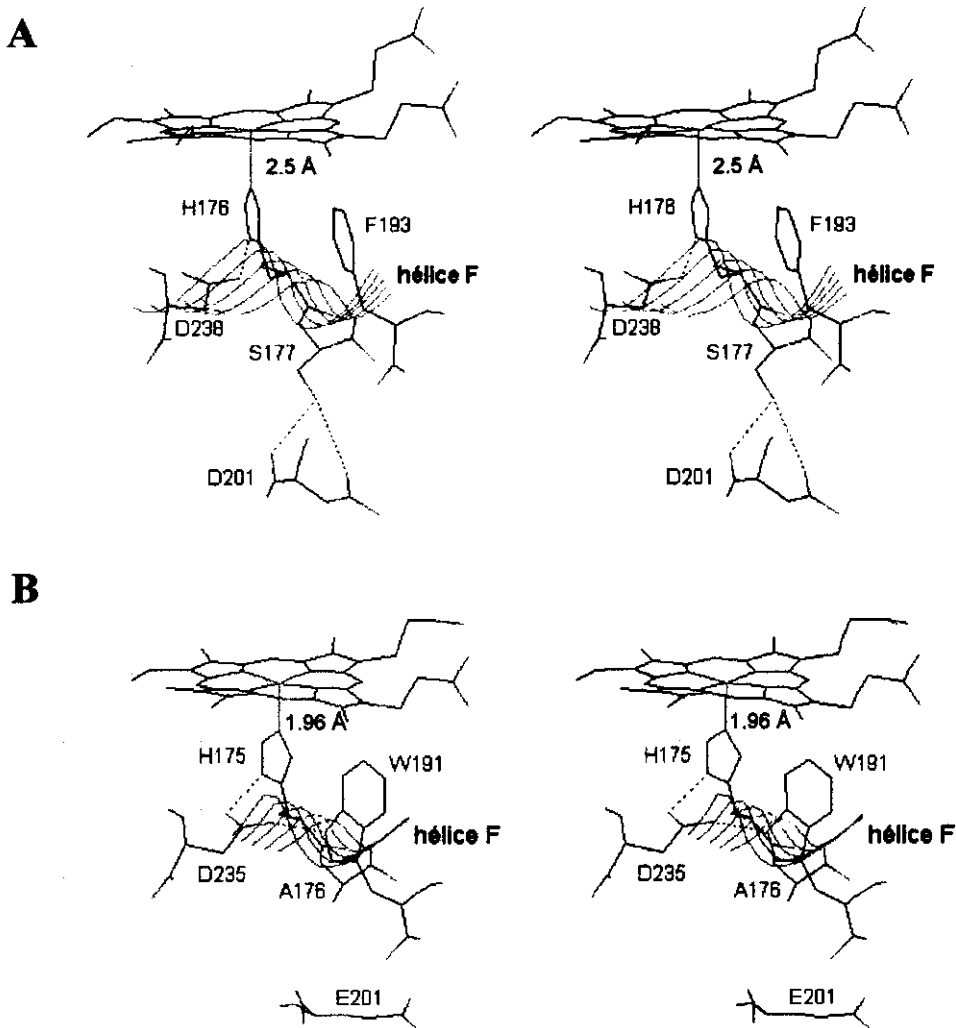 A
2.5 Å
2.5 Å
H176
F193
H176
F193
hélice F
hélice F
D238
D238
S177
S177
D201
D201
B
1.96 Å
1.96 Å
H175
W191
H175
W191
hélice F
hélice F
D235
D235
A176
A176
E201
E201